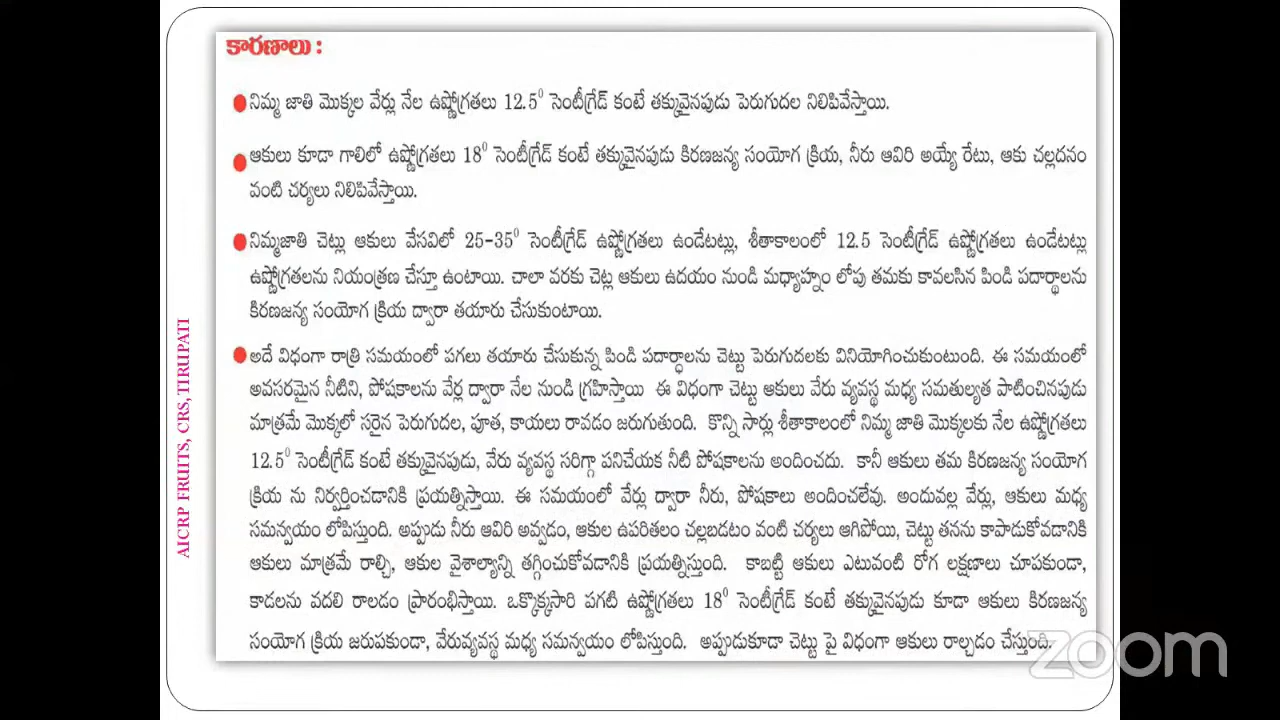 కారణాలు :
నిమ్మ జాతి మొక్కల వేర్లు నేల ఉష్ణోగ్రతలు 12.5⁰ సెంటీగ్రేడ్ కంటే తక్కువైనపుడు పెరుగుదల నిలిపివేస్తాయి.
ఆకులు కూడా గాలిలో ఉష్ణోగ్రతలు 18⁰ సెంటీగ్రేడ్ కంటే తక్కువైనపుడు కిరణజన్య సంయోగ క్రియ, నీరు ఆవిరి అయ్యే రేటు, ఆకు చల్లదనం
వంటి చర్యలు నిలిపివేస్తాయి.
నిమ్మజాతి చెట్లు ఆకులు వేసవిలో 25-35⁰ సెంటీగ్రేడ్ ఉష్ణోగ్రతలు ఉండేటట్లు, శీతాకాలంలో 12.5 సెంటీగ్రేడ్ ఉష్ణోగ్రతలు ఉండేటట్లు
ఉష్ణోగ్రతలను నియంత్రణ చేస్తూ ఉంటాయి. చాలా వరకు చెట్ల ఆకులు ఉదయం నుండి మధ్యాహ్నం లోపు తమకు కావలసిన పిండి పదార్థాలను
కిరణజన్య సంయోగ క్రియ ద్వారా తయారు చేసుకుంటాయి.
అదే విధంగా రాత్రి సమయంలో పగలు తయారు చేసుకున్న పిండి పదార్ధాలను చెట్టు పెరుగుదలకు వినియోగించుకుంటుంది. ఈ సమయంలో
అవసరమైన నీటిని, పోషకాలను వేర్ల ద్వారా నేల నుండి గ్రహిస్తాయి ఈ విధంగా చెట్టు ఆకులు వేరు వ్యవస్థ మధ్య సమతుల్యత పాటించినపుడు
మాత్రమే మొక్కలో సరైన పెరుగుదల, పూత, కాయలు రావడం జరుగుతుంది. కొన్ని సార్లు శీతాకాలంలో నిమ్మ జాతి మొక్కలకు నేల ఉష్ణోగ్రతలు
12.5⁰ సెంటీగ్రేడ్ కంటే తక్కువైనపుడు, వేరు వ్యవస్థ సరిగ్గా పనిచేయక నీటి పోషకాలను అందించదు. కానీ ఆకులు తమ కిరణజన్య సంయోగ
క్రియ ను నిర్వర్తించడానికి ప్రయత్నిస్తాయి. ఈ సమయంలో వేర్లు ద్వారా నీరు, పోషకాలు అందించలేవు. అందువల్ల వేర్లు, ఆకులు మధ్య
సమన్వయం లోపిస్తుంది. అప్పుడు నీరు ఆవిరి అవ్వడం, ఆకుల ఉపరితలం చల్లబడటం వంటి చర్యలు ఆగిపోయి, చెట్టు తనను కాపాడుకోవడానికి
ఆకులు మాత్రమే రాల్చి, ఆకుల వైశాల్యాన్ని తగ్గించుకోవడానికి ప్రయత్నిస్తుంది. కాబట్టి ఆకులు ఎటువంటి రోగ లక్షణాలు చూపకుండా,
కాడలను వదలి రాలడం ప్రారంభిస్తాయి. ఒక్కొక్కసారి పగటి ఉష్ణోగ్రతలు 18⁰ సెంటీగ్రేడ్ కంటే తక్కువైనపుడు కూడా ఆకులు కిరణజన్య
సంయోగ క్రియ జరుపకుండా, వేరువ్యవస్థ మధ్య సమన్వయం లోపిస్తుంది. అప్పుడుకూడా చెట్టు పై విధంగా ఆకులు రాల్చడం చేస్తుంది.
AICRP FRUITS, CRS, TIRUPATI
zoom